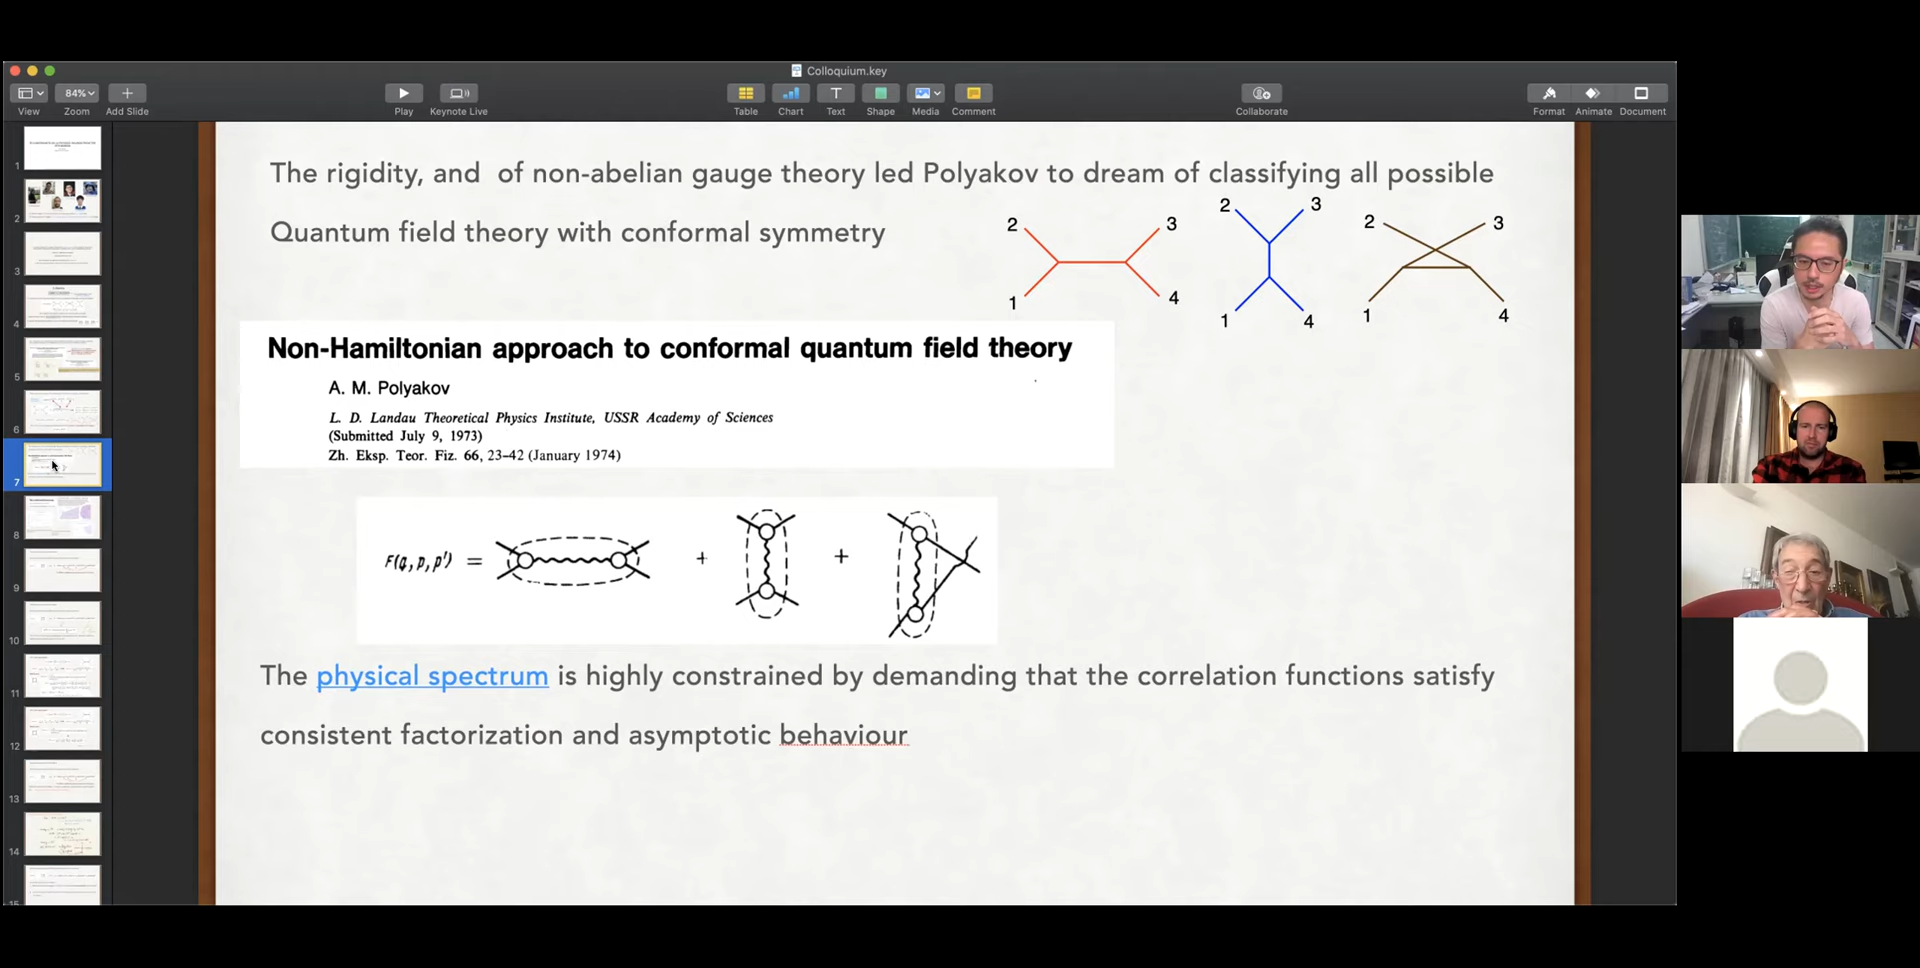 Colloquium.key
84%
View Zoom Add Slide Play Keynote Live Table Chart Text Shape Media Comment Collaborate Format Animate Document
The rigidity, and of non-abelian gauge theory led Polyakov to dream of classifying all possible
Quantum field theory with conformal symmetry
2 3 1 4
2 3 1 4
2 3 1 4
Non-Hamiltonian approach to conformal quantum field theory
A. M. Polyakov
L. D. Landau Theoretical Physics Institute, USSR Academy of Sciences
(Submitted July 9, 1973)
Zh. Eksp. Teor. Fiz. 66, 23-42 (January 1974)
F(q, p, p') = + +
The physical spectrum is highly constrained by demanding that the correlation functions satisfy
consistent factorization and asymptotic behaviour
1
2
3
4
5
6
7
8
9
10
11
12
13
14
15